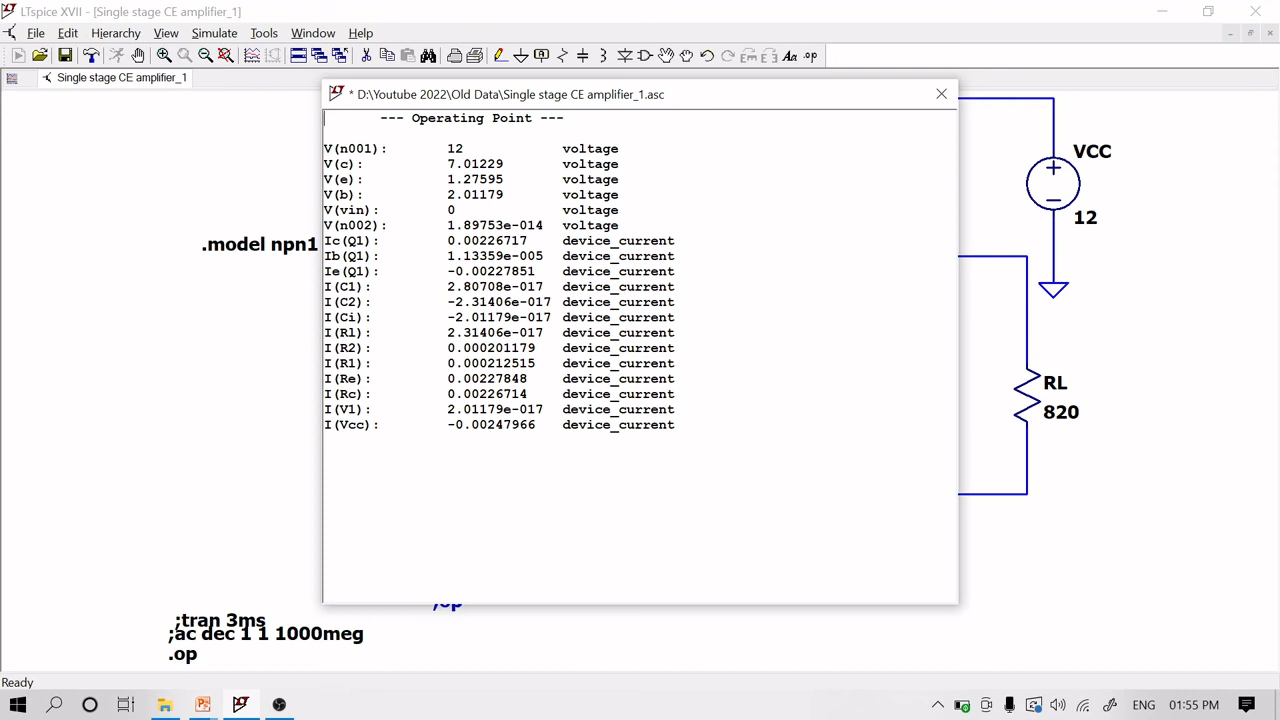 LTspice XVII - [Single stage CE amplifier_1]
File Edit Hierarchy View Simulate Tools Window Help
Aa .op
Single stage CE amplifier_1
* D:\Youtube 2022\Old Data\Single stage CE amplifier_1.asc
--- Operating Point ---
V(n001): 12 voltage
V(c): 7.01229 voltage
V(e): 1.27595 voltage
V(b): 2.01179 voltage
V(vin): 0 voltage
V(n002): 1.89753e-014 voltage
Ic(Q1): 0.00226717 device_current
Ib(Q1): 1.13359e-005 device_current
Ie(Q1): -0.00227851 device_current
I(C1): 2.80708e-017 device_current
I(C2): -2.31406e-017 device_current
I(Ci): -2.01179e-017 device_current
I(Rl): 2.31406e-017 device_current
I(R2): 0.000201179 device_current
I(R1): 0.000212515 device_current
I(Re): 0.00227848 device_current
I(Rc): 0.00226714 device_current
I(V1): 2.01179e-017 device_current
I(Vcc): -0.00247966 device_current
VCC
12
.model npn1
RL
820
;op
;tran 3ms
;ac dec 1 1 1000meg
.op
Ready
ENG 01:55 PM